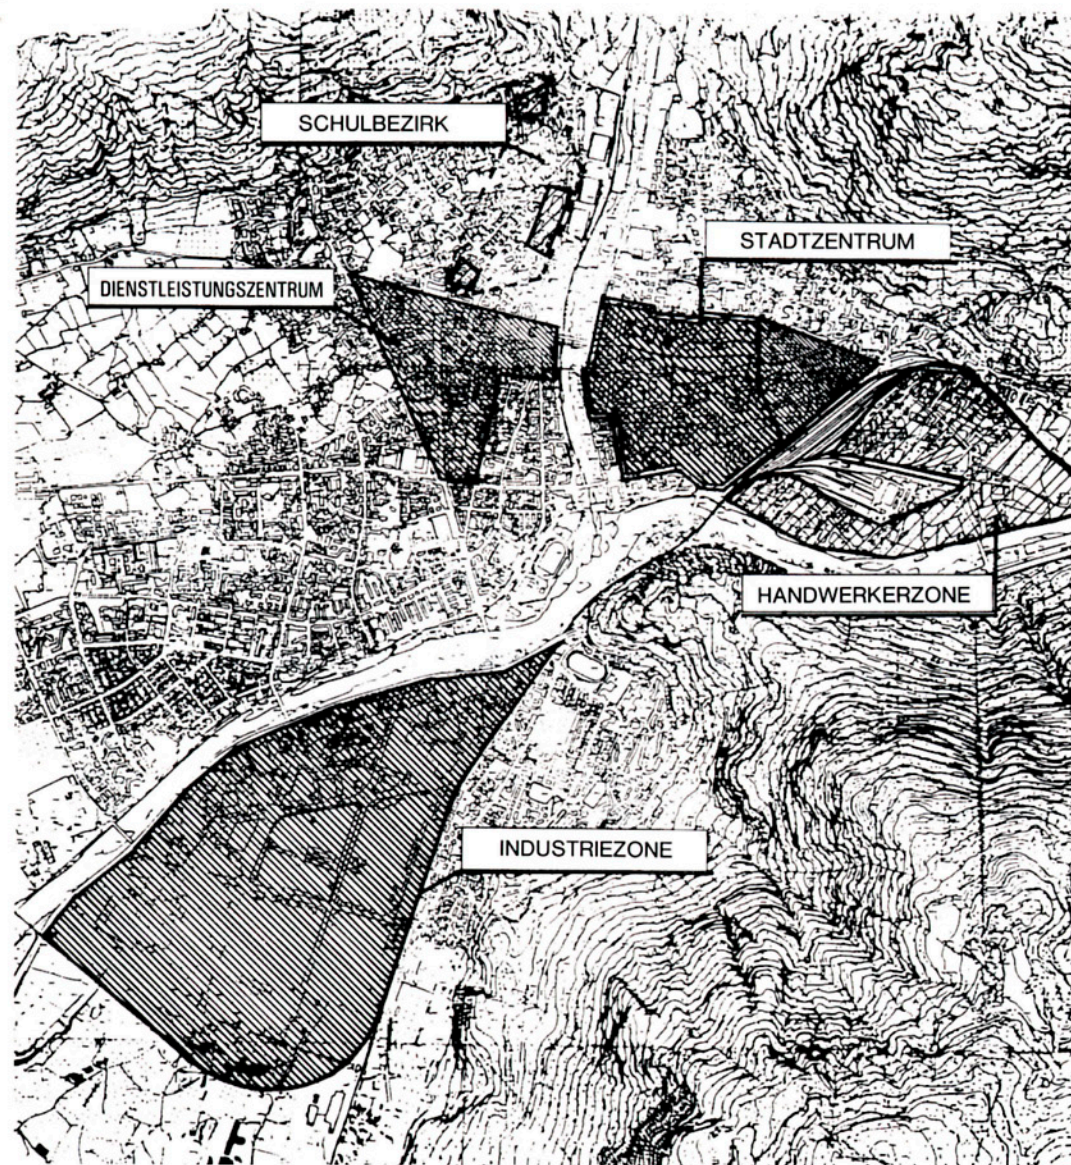 SCHULBEZIRK
STADTZENTRUM
DIENSTLEISTUNGSZENTRUM
HANDWERKERZONE
INDUSTRIEZONE